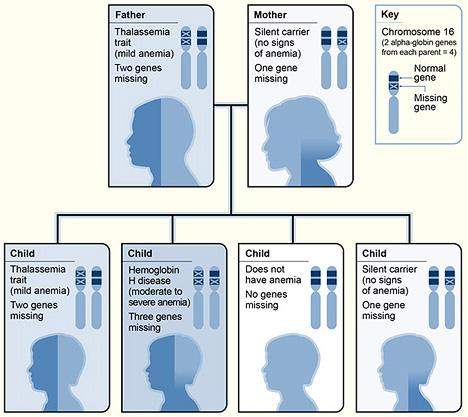 Father
Thalassemia
trait
(mild anemia)
Two genes
missing
Mother
Silent carrier
(no signs
of anemia)
One gene
missing
Key
Chromosome 16
(2 alpha-globin genes
from each parent = 4)
Normal
gene
Missing
gene
Child
Thalassemia
trait
(mild anemia)
Two genes
missing
Child
Hemoglobin
H disease
(moderate to
severe anemia)
Three genes
missing
Child
Does not
have anemia
No genes
missing
Child
Silent carrier
(no signs
of anemia)
One gene
missing